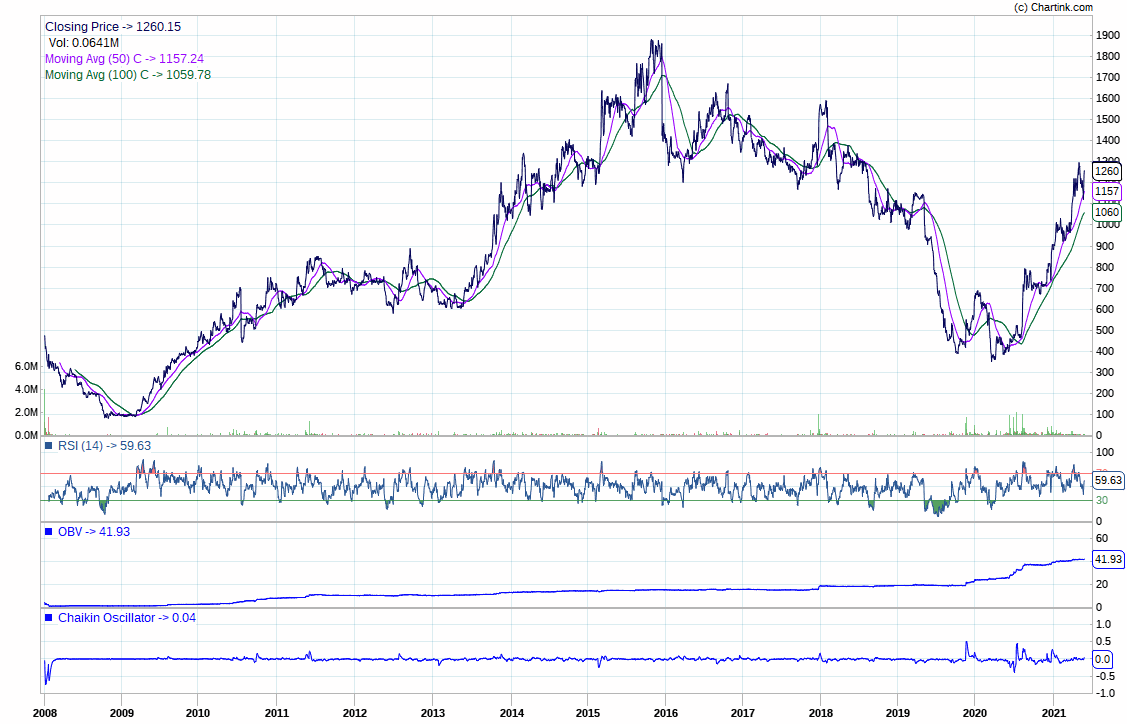 (c) Chartink.com
Closing Price -> 1260.15
Vol: 0.0641M
Moving Avg (50) C -> 1157.24
Moving Avg (100) C -> 1059.78
1900
1800
1700
1600
1500
1400
1300
1260
1157
1060
1000
900
800
700
600
500
400
300
200
100
0
6.0M
4.0M
2.0M
0.0M
RSI (14) -> 59.63
100
70
59.63
30
0
OBV -> 41.93
60
41.93
20
0
Chaikin Oscillator -> 0.04
1.0
0.5
0.0
-0.5
-1.0
2008 2009 2010 2011 2012 2013 2014 2015 2016 2017 2018 2019 2020 2021